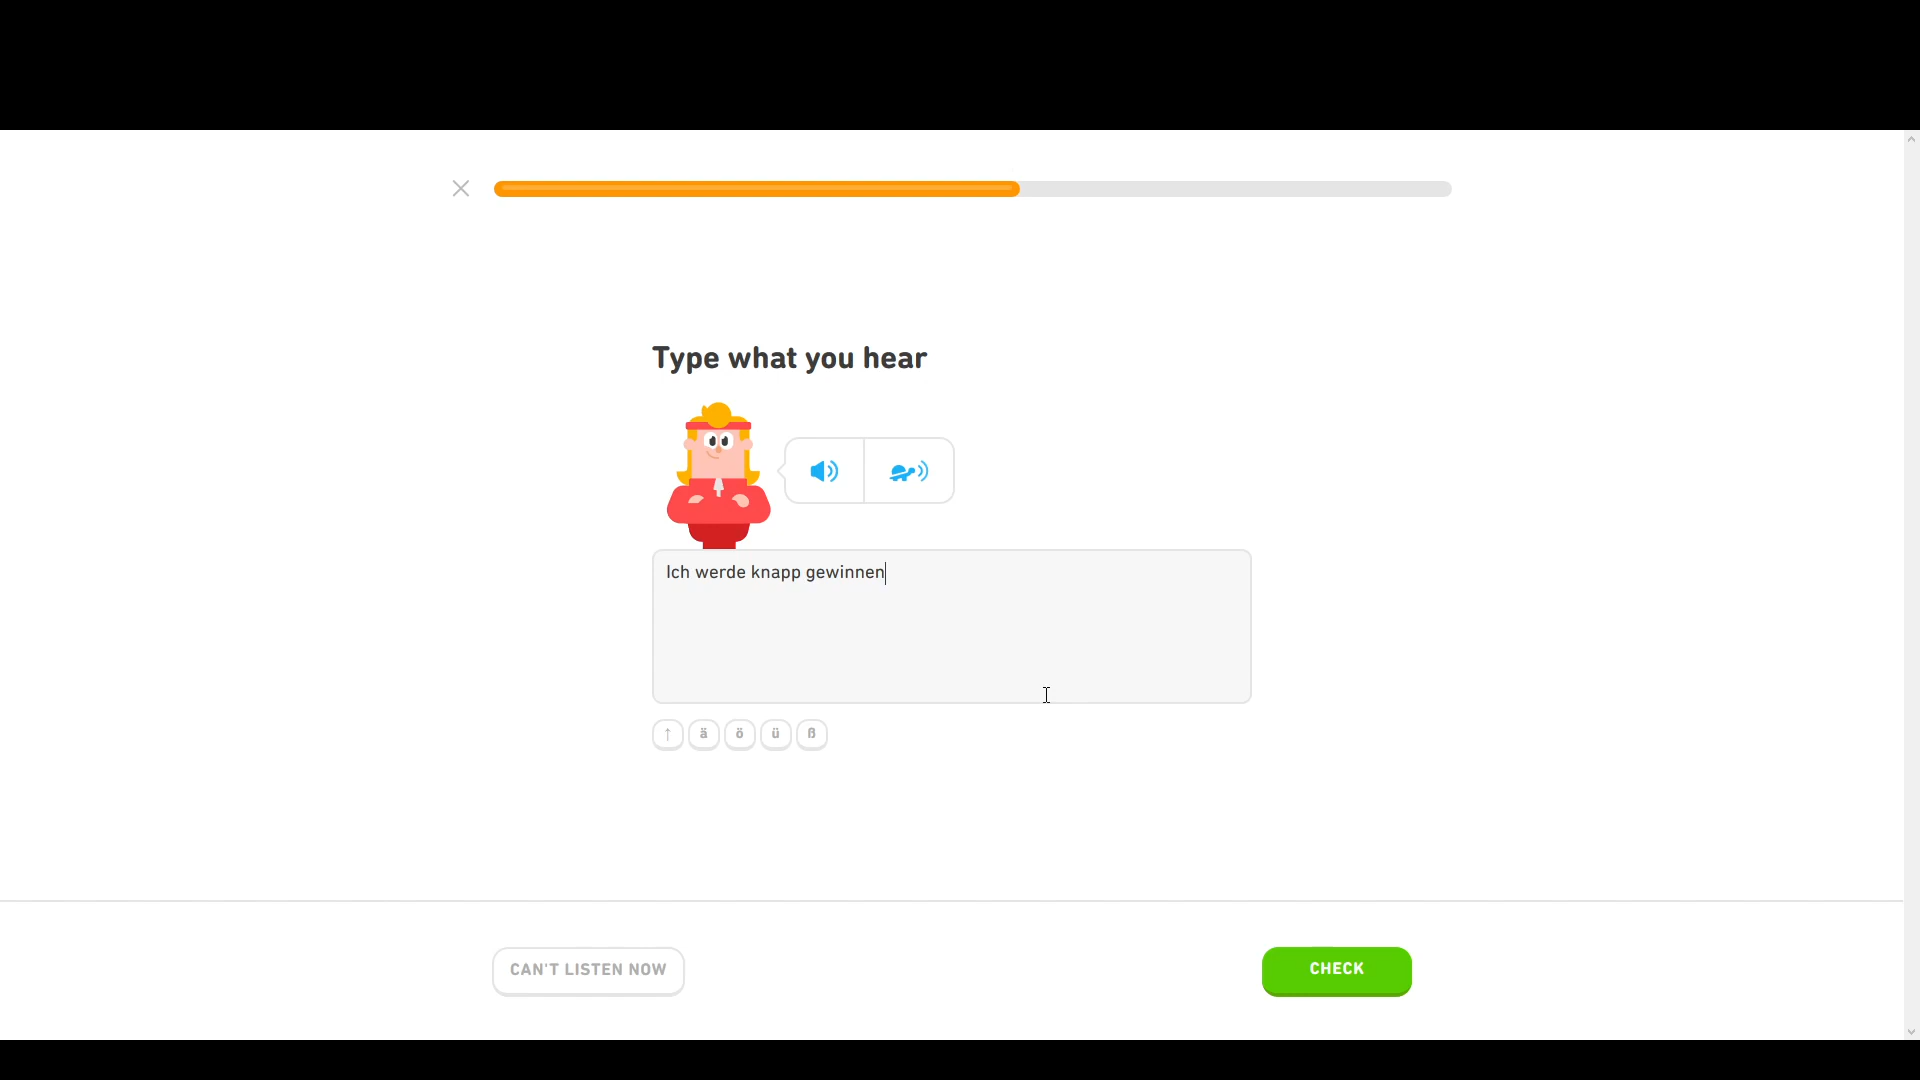 Type what you hear
Ich werde knapp gewinnen
↑ ä ö ü ß
CAN'T LISTEN NOW
CHECK